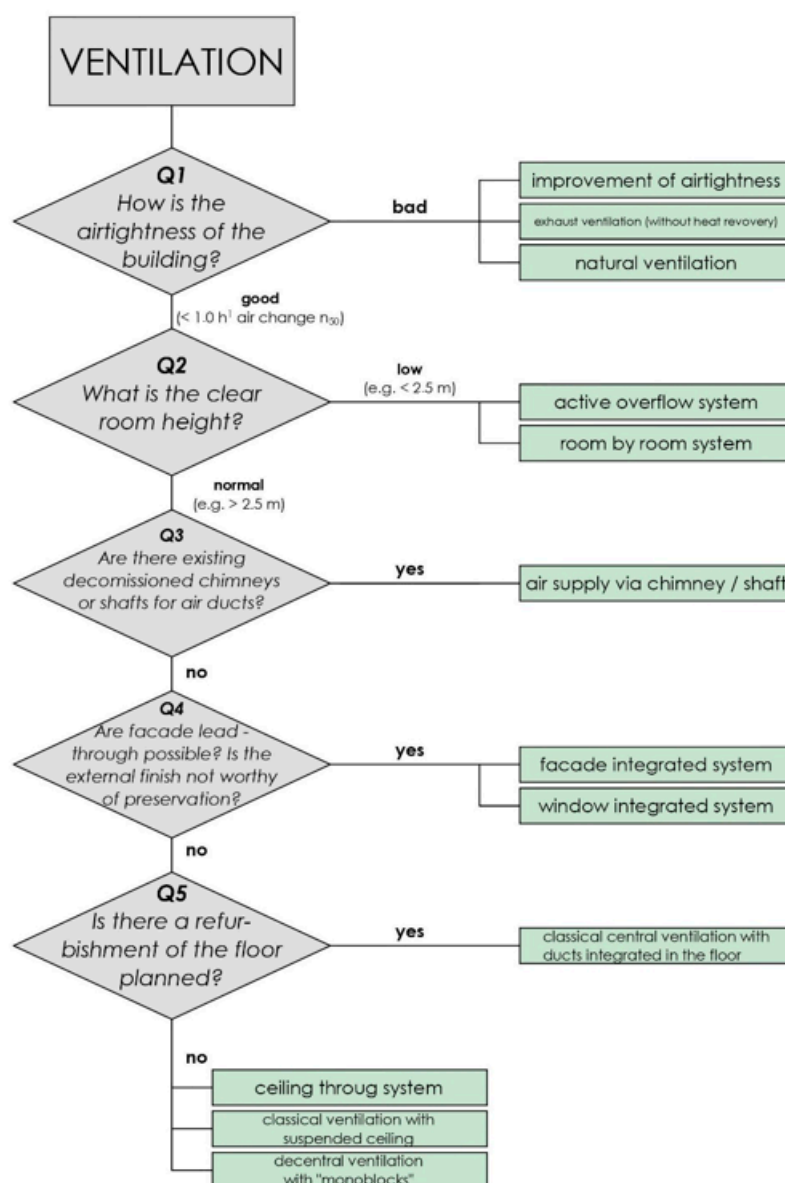 VENTILATION
Q1
How is the
airtightness of the
building?
bad
improvement of airtightness
exhaust ventilation (without heat revovery)
natural ventilation
good
(< 1.0 h¹ air change n₅₀)
Q2
What is the clear
room height?
low
(e.g. < 2.5 m)
active overflow system
room by room system
normal
(e.g. > 2.5 m)
Q3
Are there existing
decomissioned chimneys
or shafts for air ducts?
yes
air supply via chimney / shaft
no
Q4
Are facade lead -
through possible? Is the
external finish not worthy
of preservation?
yes
facade integrated system
window integrated system
no
Q5
Is there a refur-
bishment of the floor
planned?
yes
classical central ventilation with
ducts integrated in the floor
no
ceiling throug system
classical ventilation with
suspended ceiling
decentral ventilation
with "monoblocks"